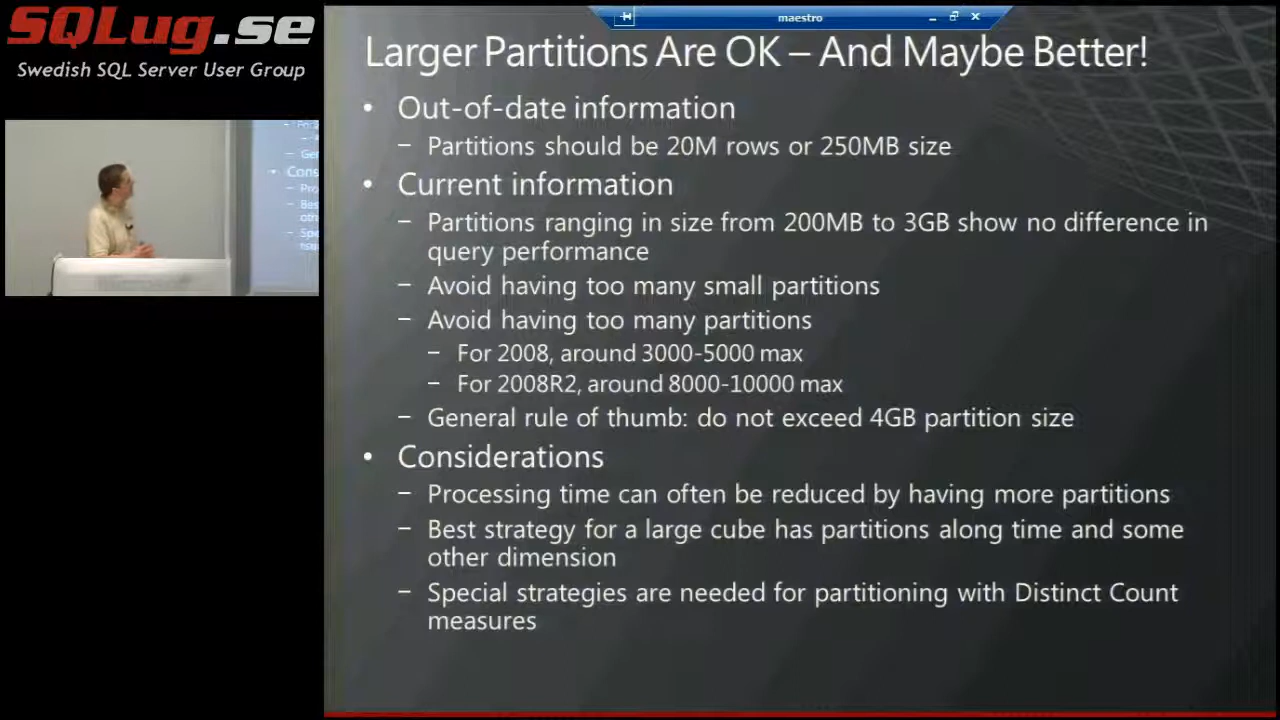 SQLug.se
Swedish SQL Server User Group
maestro
Larger Partitions Are OK – And Maybe Better!
• Out-of-date information
– Partitions should be 20M rows or 250MB size
• Current information
– Partitions ranging in size from 200MB to 3GB show no difference in
query performance
– Avoid having too many small partitions
– Avoid having too many partitions
– For 2008, around 3000-5000 max
– For 2008R2, around 8000-10000 max
– General rule of thumb: do not exceed 4GB partition size
• Considerations
– Processing time can often be reduced by having more partitions
– Best strategy for a large cube has partitions along time and some
other dimension
– Special strategies are needed for partitioning with Distinct Count
measures